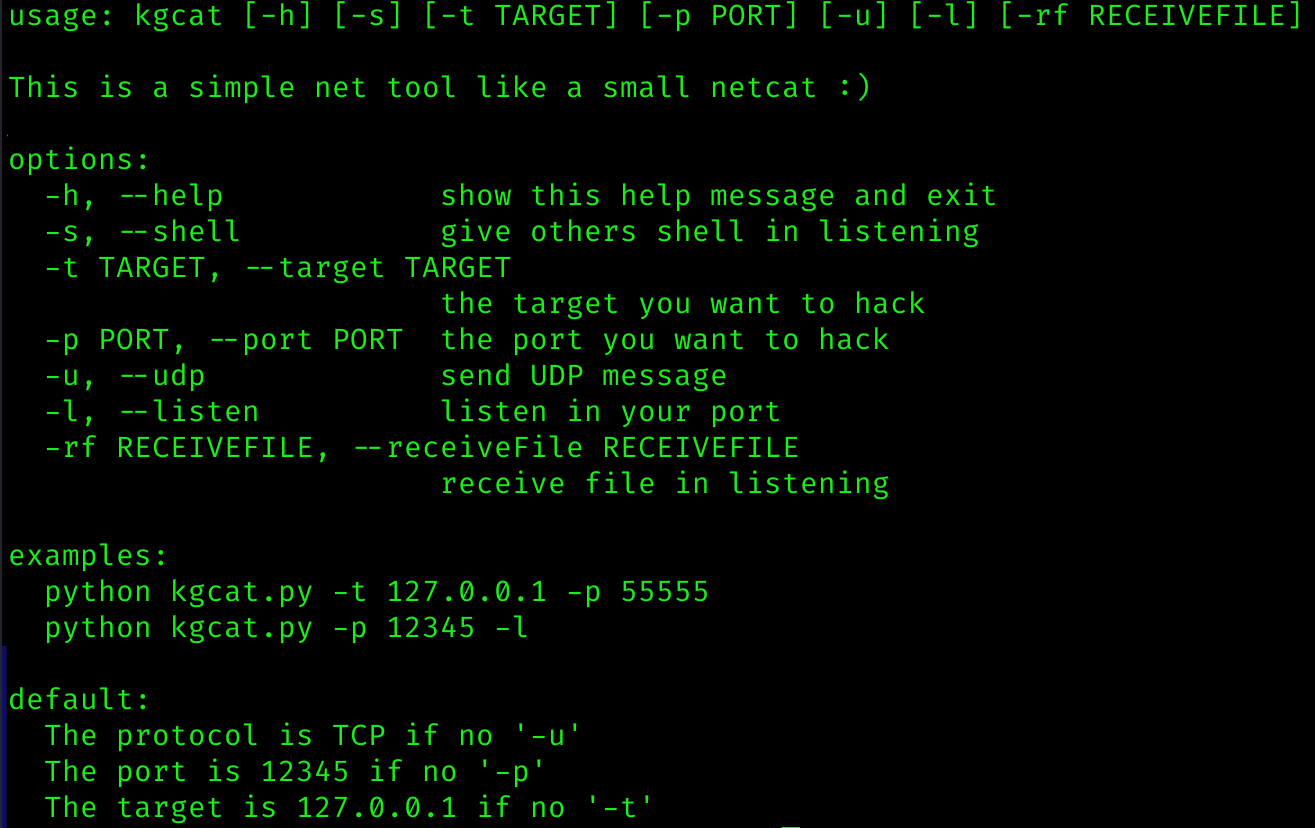 usage: kgcat [-h] [-s] [-t TARGET] [-p PORT] [-u] [-l] [-rf RECEIVEFILE]
This is a simple net tool like a small netcat :)
options:
-h, --help show this help message and exit
-s, --shell give others shell in listening
-t TARGET, --target TARGET
the target you want to hack
-p PORT, --port PORT the port you want to hack
-u, --udp send UDP message
-l, --listen listen in your port
-rf RECEIVEFILE, --receiveFile RECEIVEFILE
receive file in listening
examples:
python kgcat.py -t 127.0.0.1 -p 55555
python kgcat.py -p 12345 -l
default:
The protocol is TCP if no '-u'
The port is 12345 if no '-p'
The target is 127.0.0.1 if no '-t'